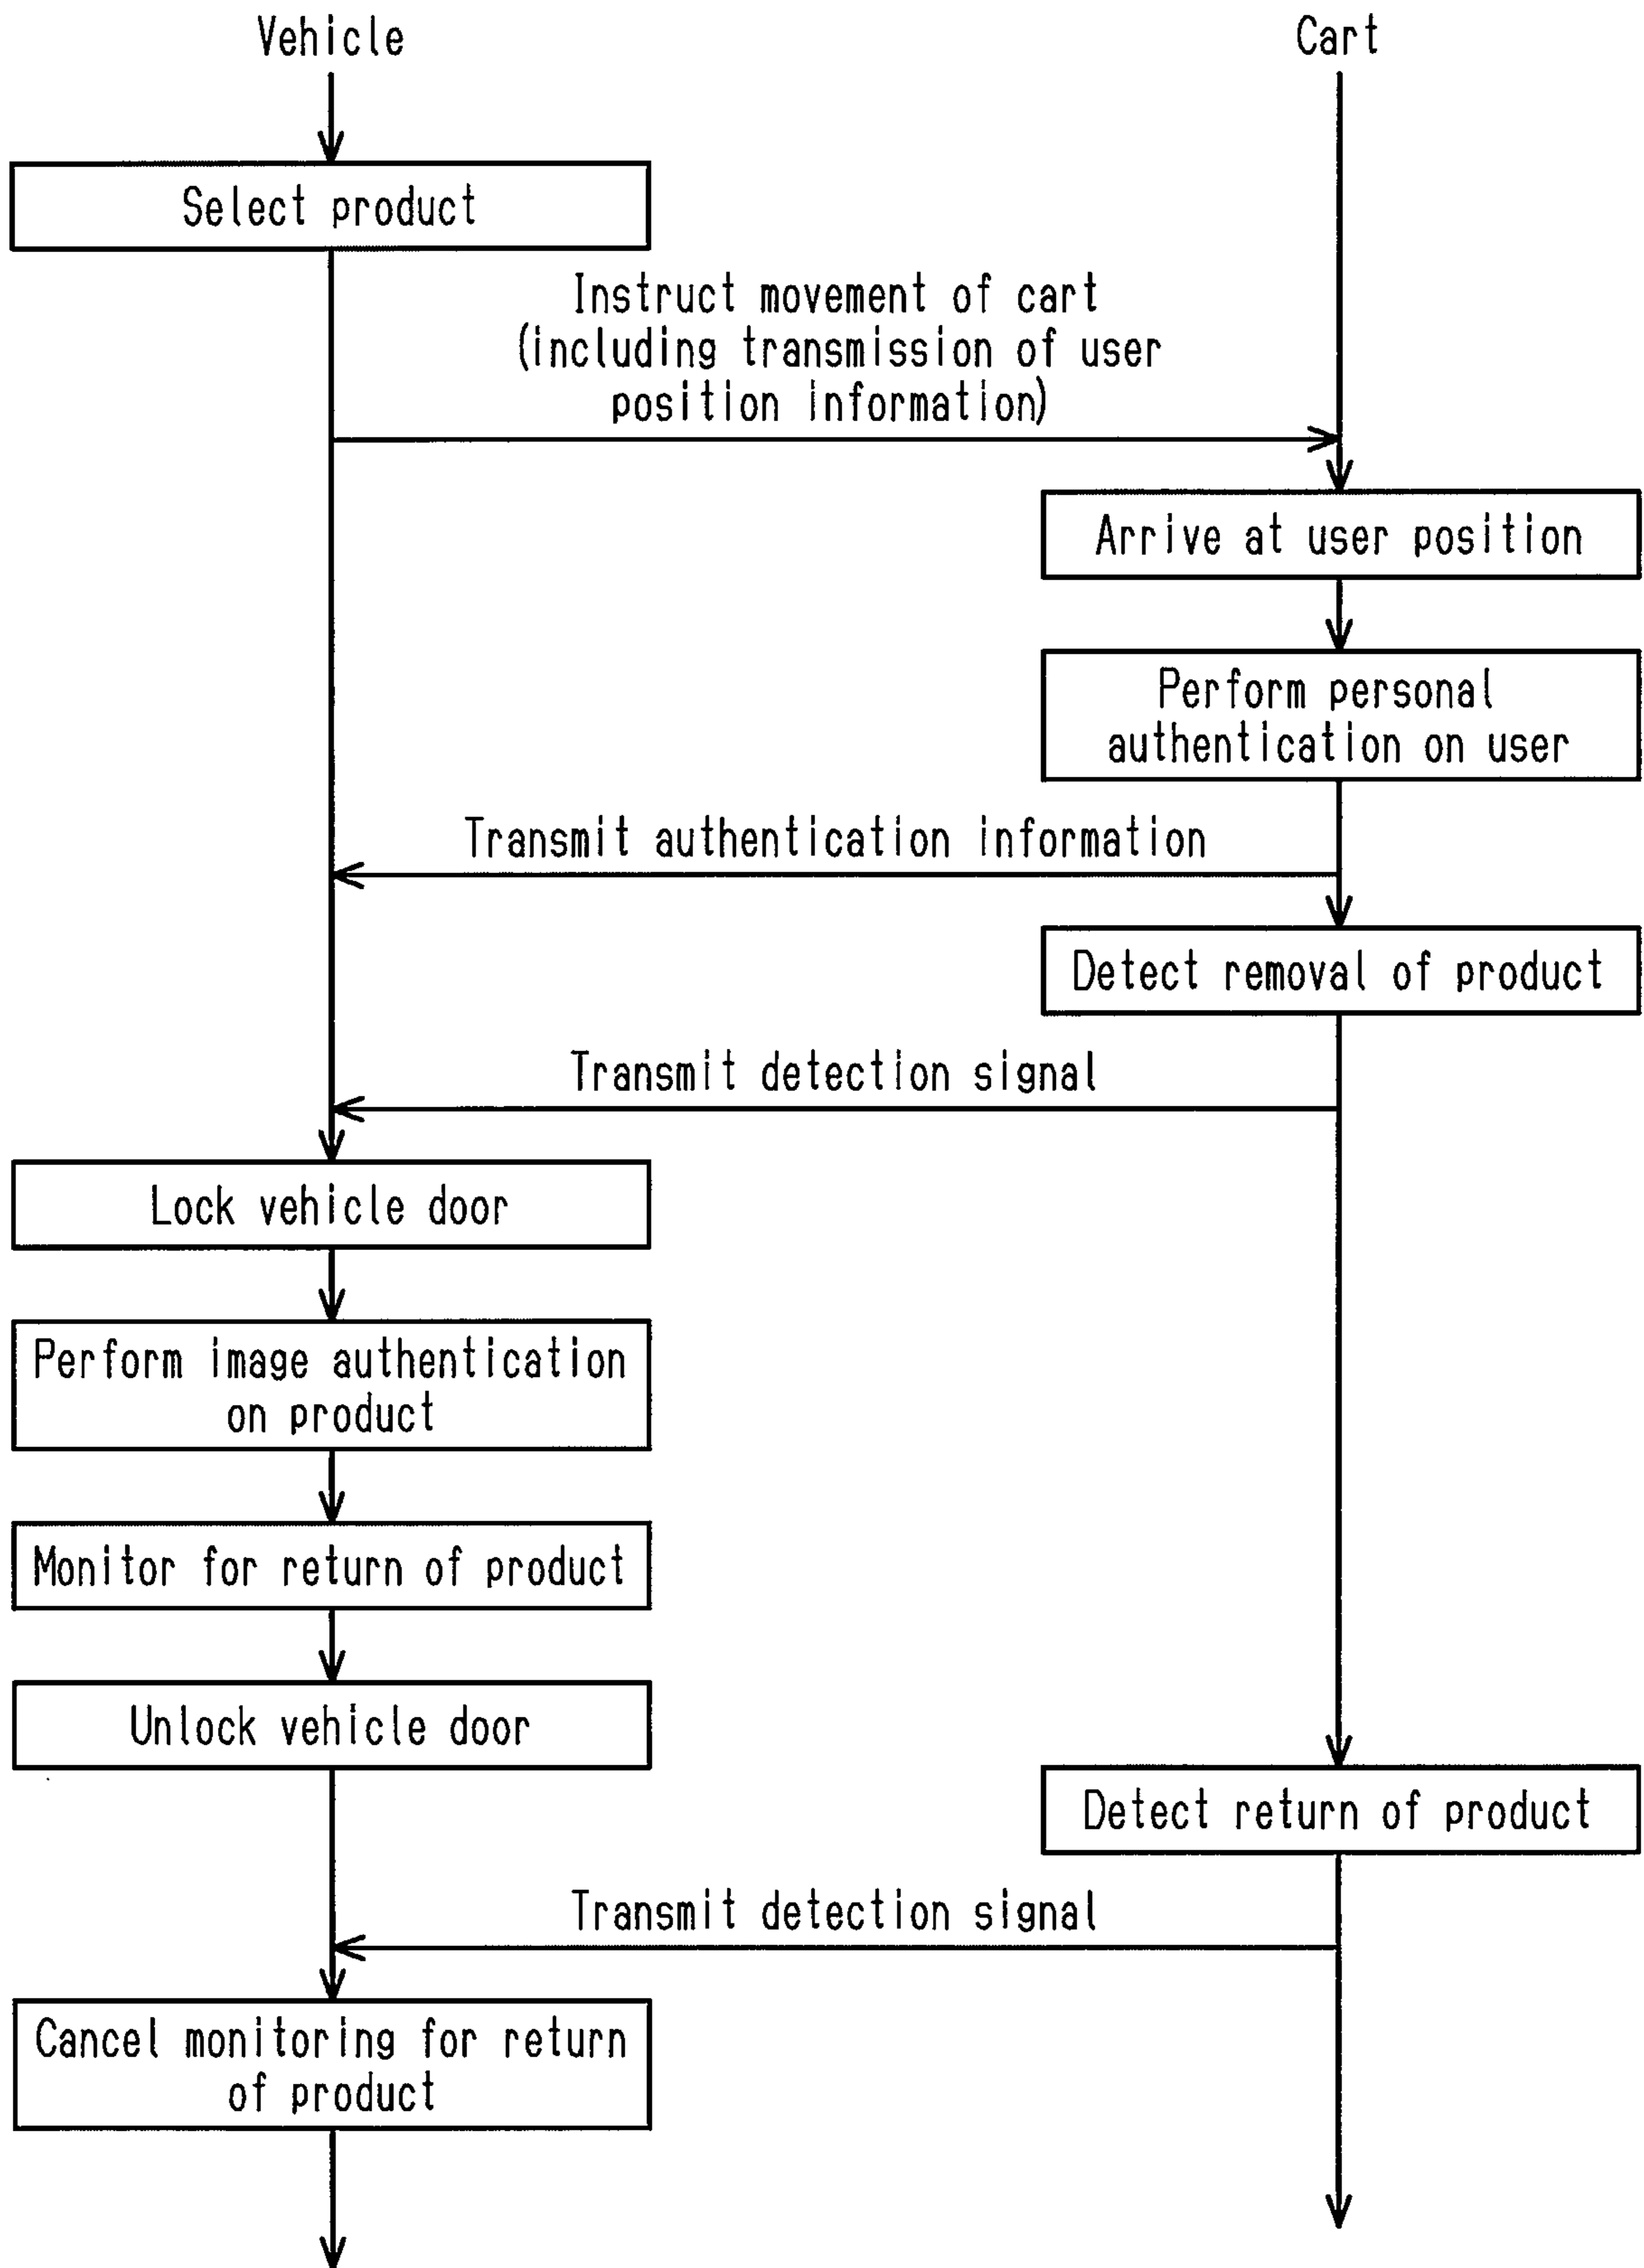 Vehicle
Cart
Select product
Instruct movement of cart
(including transmission of user
position information)
Arrive at user position
Perform personal
authentication on user
Transmit authentication information
Detect removal of product
Transmit detection signal
Lock vehicle door
Perform image authentication
on product
Monitor for return of product
Unlock vehicle door
Detect return of product
Transmit detection signal
Cancel monitoring for return
of product